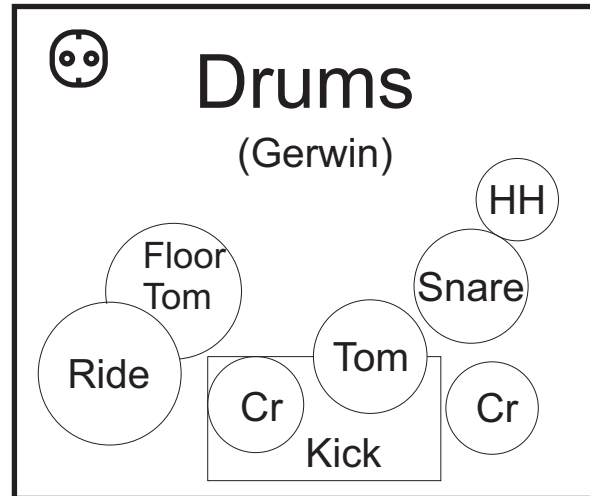 Drums
(Gerwin)
HH
Floor
Tom
Snare
Ride
Tom
Cr
Cr
Kick